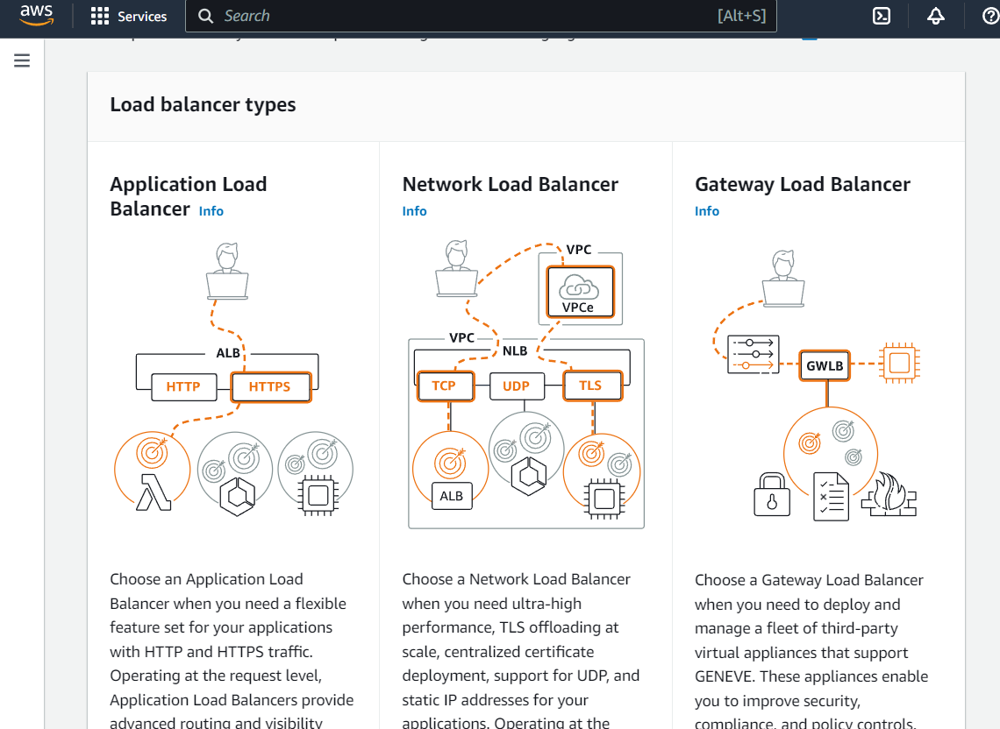 aws
Services
Search
[Alt+S]
Load balancer types
Application Load
Balancer Info
ALB
HTTP
HTTPS
Choose an Application Load
Balancer when you need a flexible
feature set for your applications
with HTTP and HTTPS traffic.
Operating at the request level,
Application Load Balancers provide
advanced routing and visibility
Network Load Balancer
Info
VPC
VPCe
VPC
NLB
TCP
UDP
TLS
ALB
Choose a Network Load Balancer
when you need ultra-high
performance, TLS offloading at
scale, centralized certificate
deployment, support for UDP, and
static IP addresses for your
applications. Operating at the
Gateway Load Balancer
Info
GWLB
Choose a Gateway Load Balancer
when you need to deploy and
manage a fleet of third-party
virtual appliances that support
GENEVE. These appliances enable
you to improve security,
compliance, and policy controls.